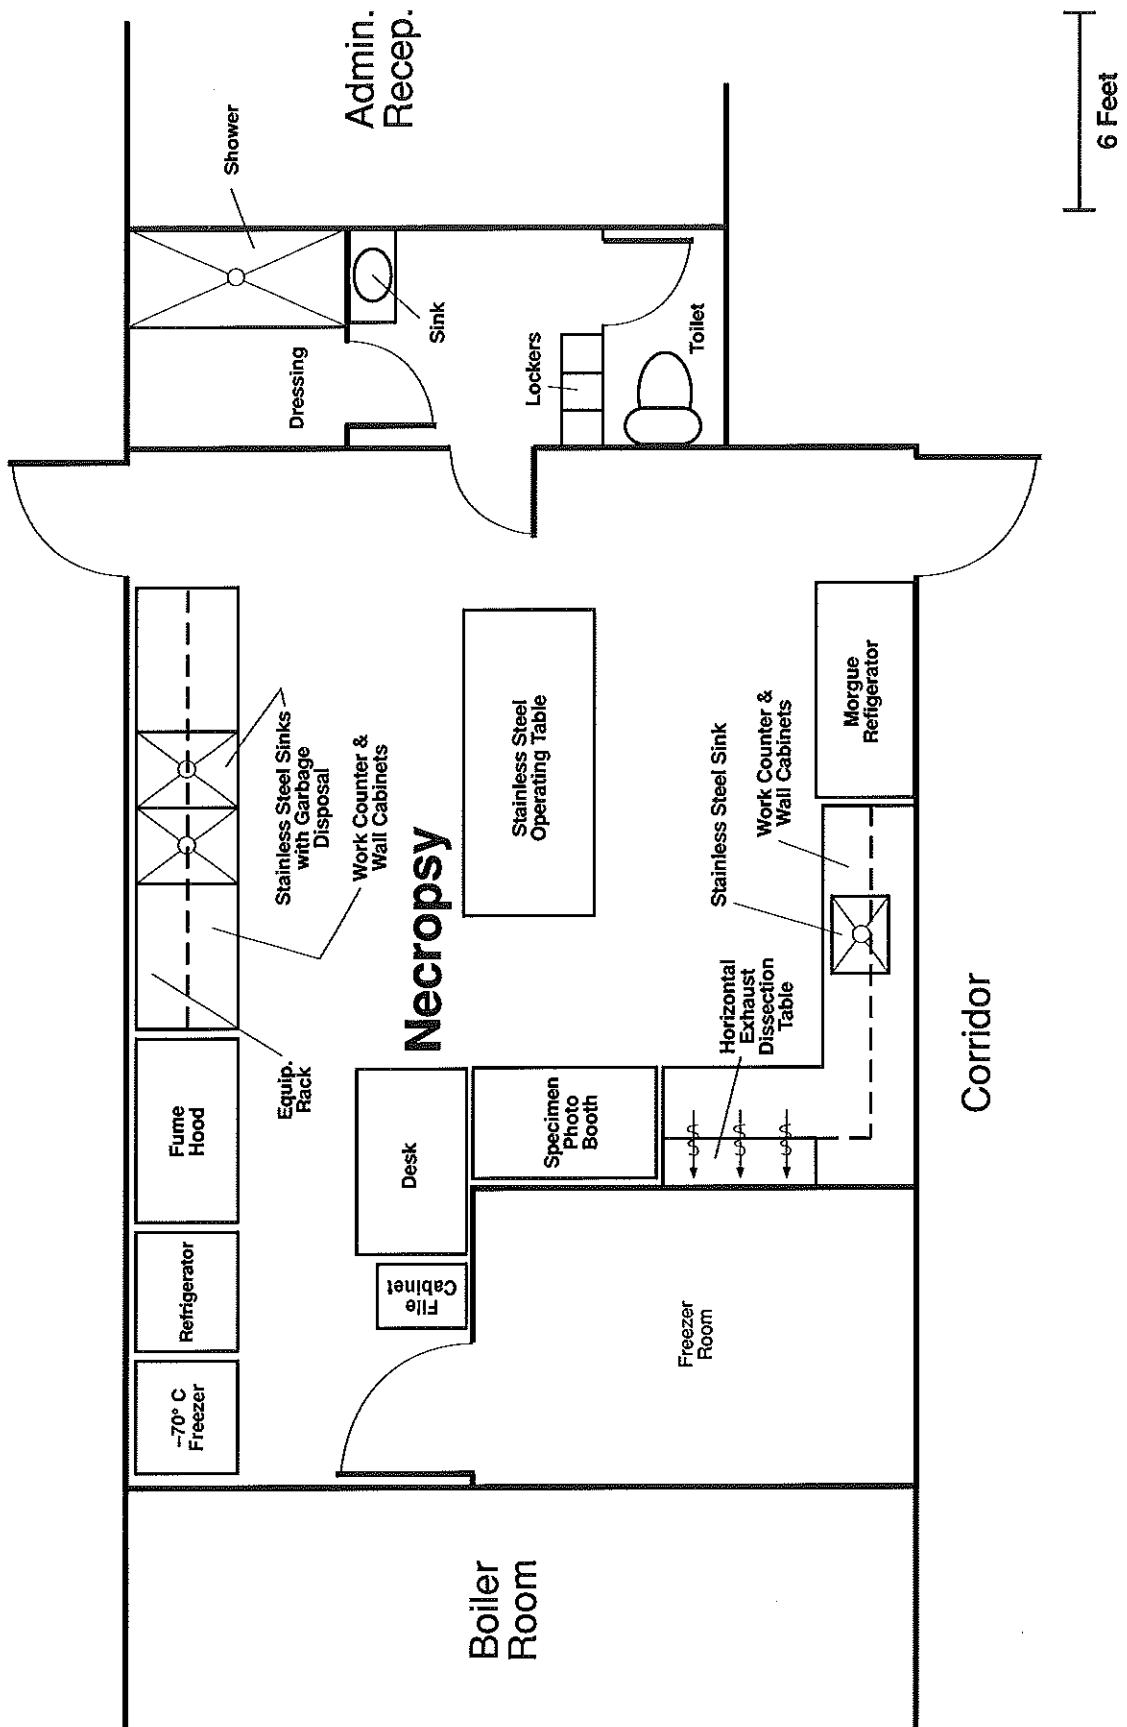 Boiler
Room
–70° C
Freezer
Refrigerator
Fume
Hood
Equip.
Rack
Work Counter &
Wall Cabinets
Stainless Steel Sinks
with Garbage
Disposal
File
Cabinet
Desk
Necropsy
Freezer
Room
Specimen
Photo
Booth
Stainless Steel
Operating Table
Horizontal
Exhaust
Dissection
Table
Stainless Steel Sink
Work Counter &
Wall Cabinets
Morgue
Refrigerator
Corridor
Dressing
Shower
Sink
Lockers
Toilet
Admin.
Recep.
6 Feet